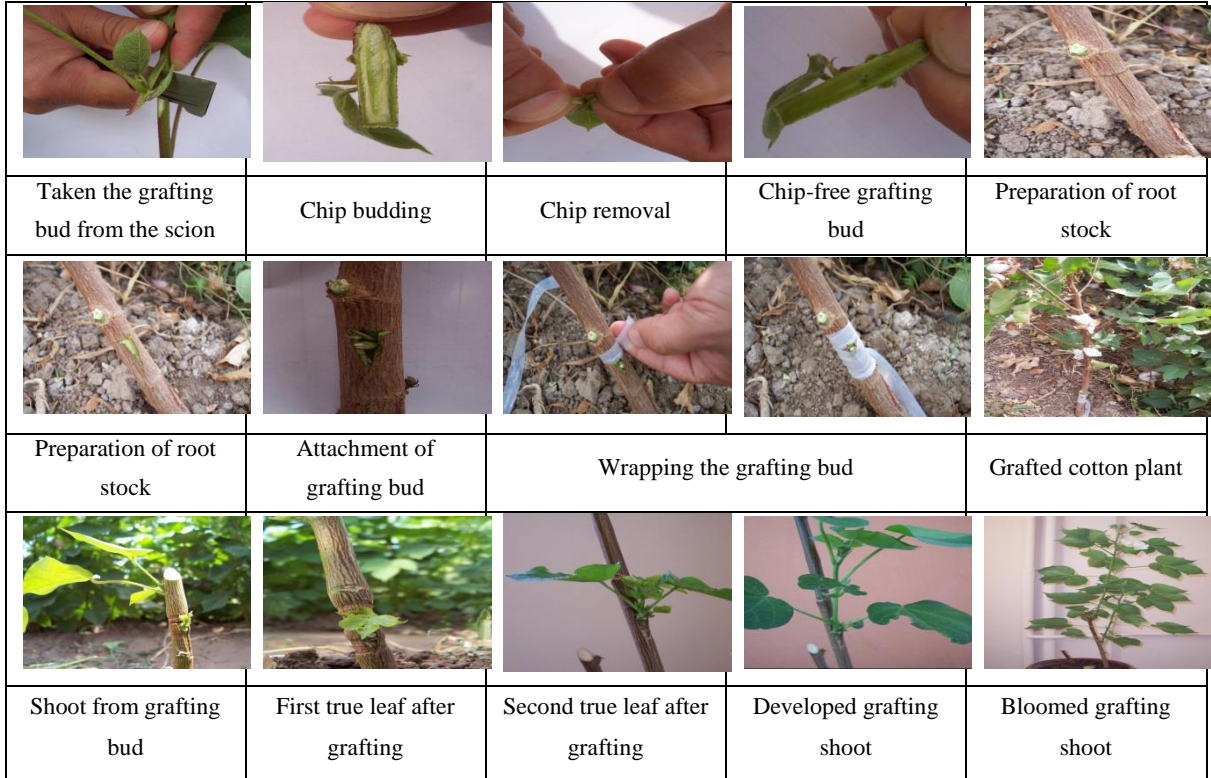 Taken the grafting
bud from the scion
Chip budding
Chip removal
Chip-free grafting
bud
Preparation of root
stock
Preparation of root
stock
Attachment of
grafting bud
Wrapping the grafting bud
Grafted cotton plant
Shoot from grafting
bud
First true leaf after
grafting
Second true leaf after
grafting
Developed grafting
shoot
Bloomed grafting
shoot